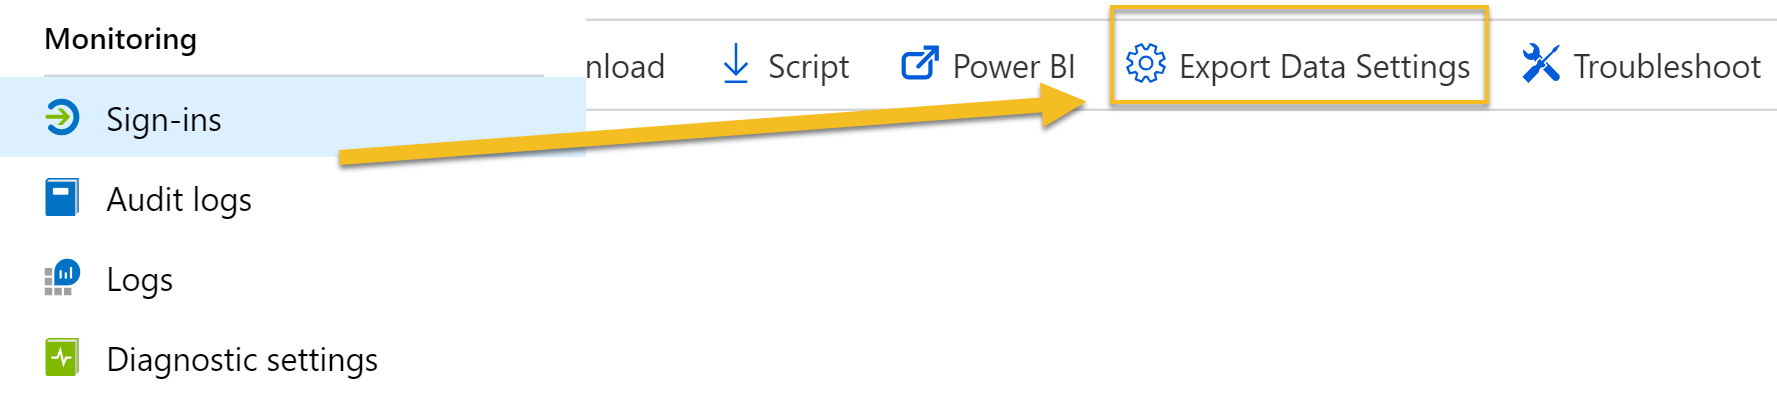 Monitoring
nload Script Power BI Export Data Settings Troubleshoot
Sign-ins
Audit logs
Logs
Diagnostic settings